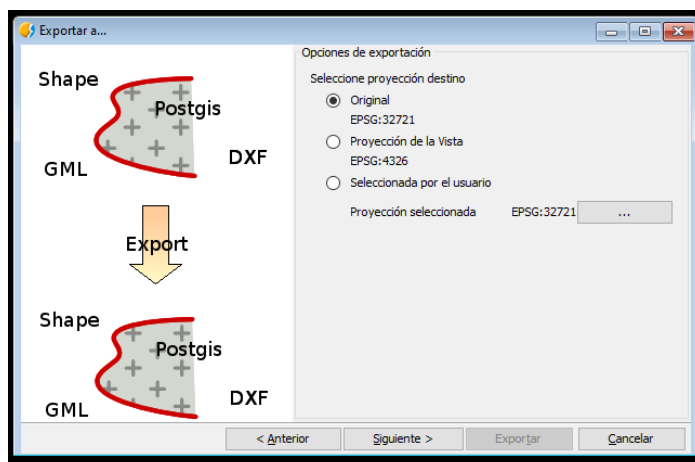 Exportar a...
Shape
Postgis
GML
DXF
Export
Shape
Postgis
GML
DXF
Opciones de exportación
Seleccione proyección destino
Original
EPSG:32721
Proyección de la Vista
EPSG:4326
Seleccionada por el usuario
Proyección seleccionada EPSG:32721 ...
< Anterior Siguiente > Exportar Cancelar